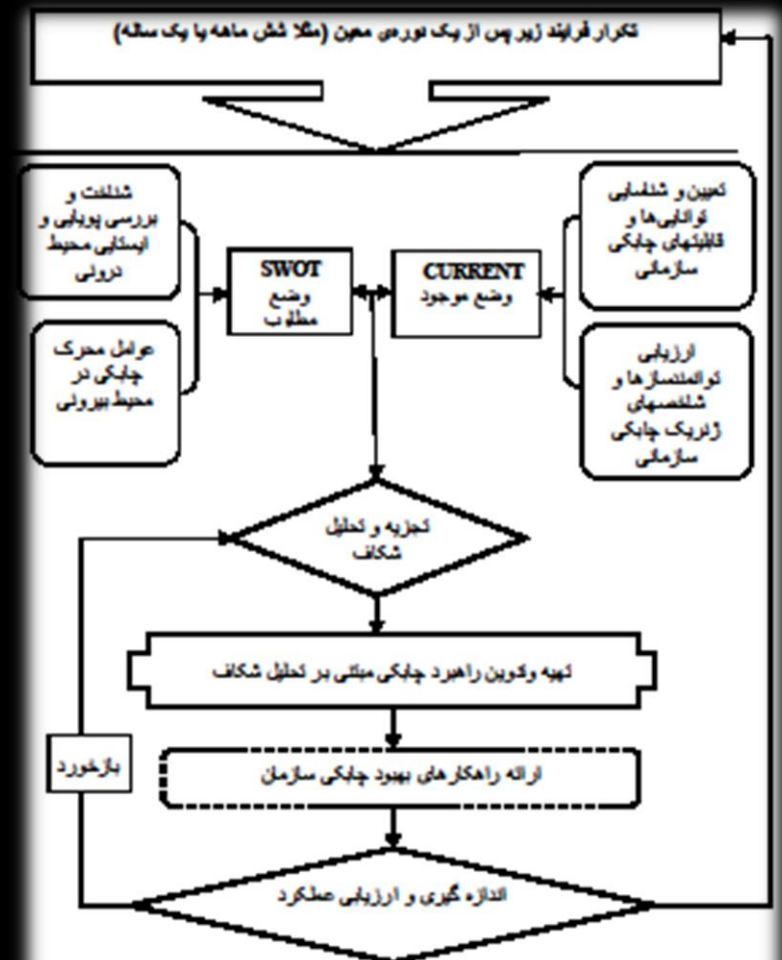 تکرار فرایند زیر پس از یک دوره‌ی معین (مثلا شش ماهه یا یک ساله)
تعیین و شناسایی
توانایی‌ها و
قابلیتهای چابکی
سازمانی
ارزیابی
توانمندسازها و
شاخصهای
ژنریک چابکی
سازمانی
CURRENT
وضع موجود
SWOT
وضع
مطلوب
شناخت و
بررسی پویایی و
ایستایی محیط
درونی
عوامل محرک
چابکی در
محیط بیرونی
تجزیه و تحلیل
شکاف
تهیه وتدوین راهبرد چابکی مبتنی بر تحلیل شکاف
ارائه راهکارهای بهبود چابکی سازمان
بازخورد
اندازه گیری و ارزیابی عملکرد